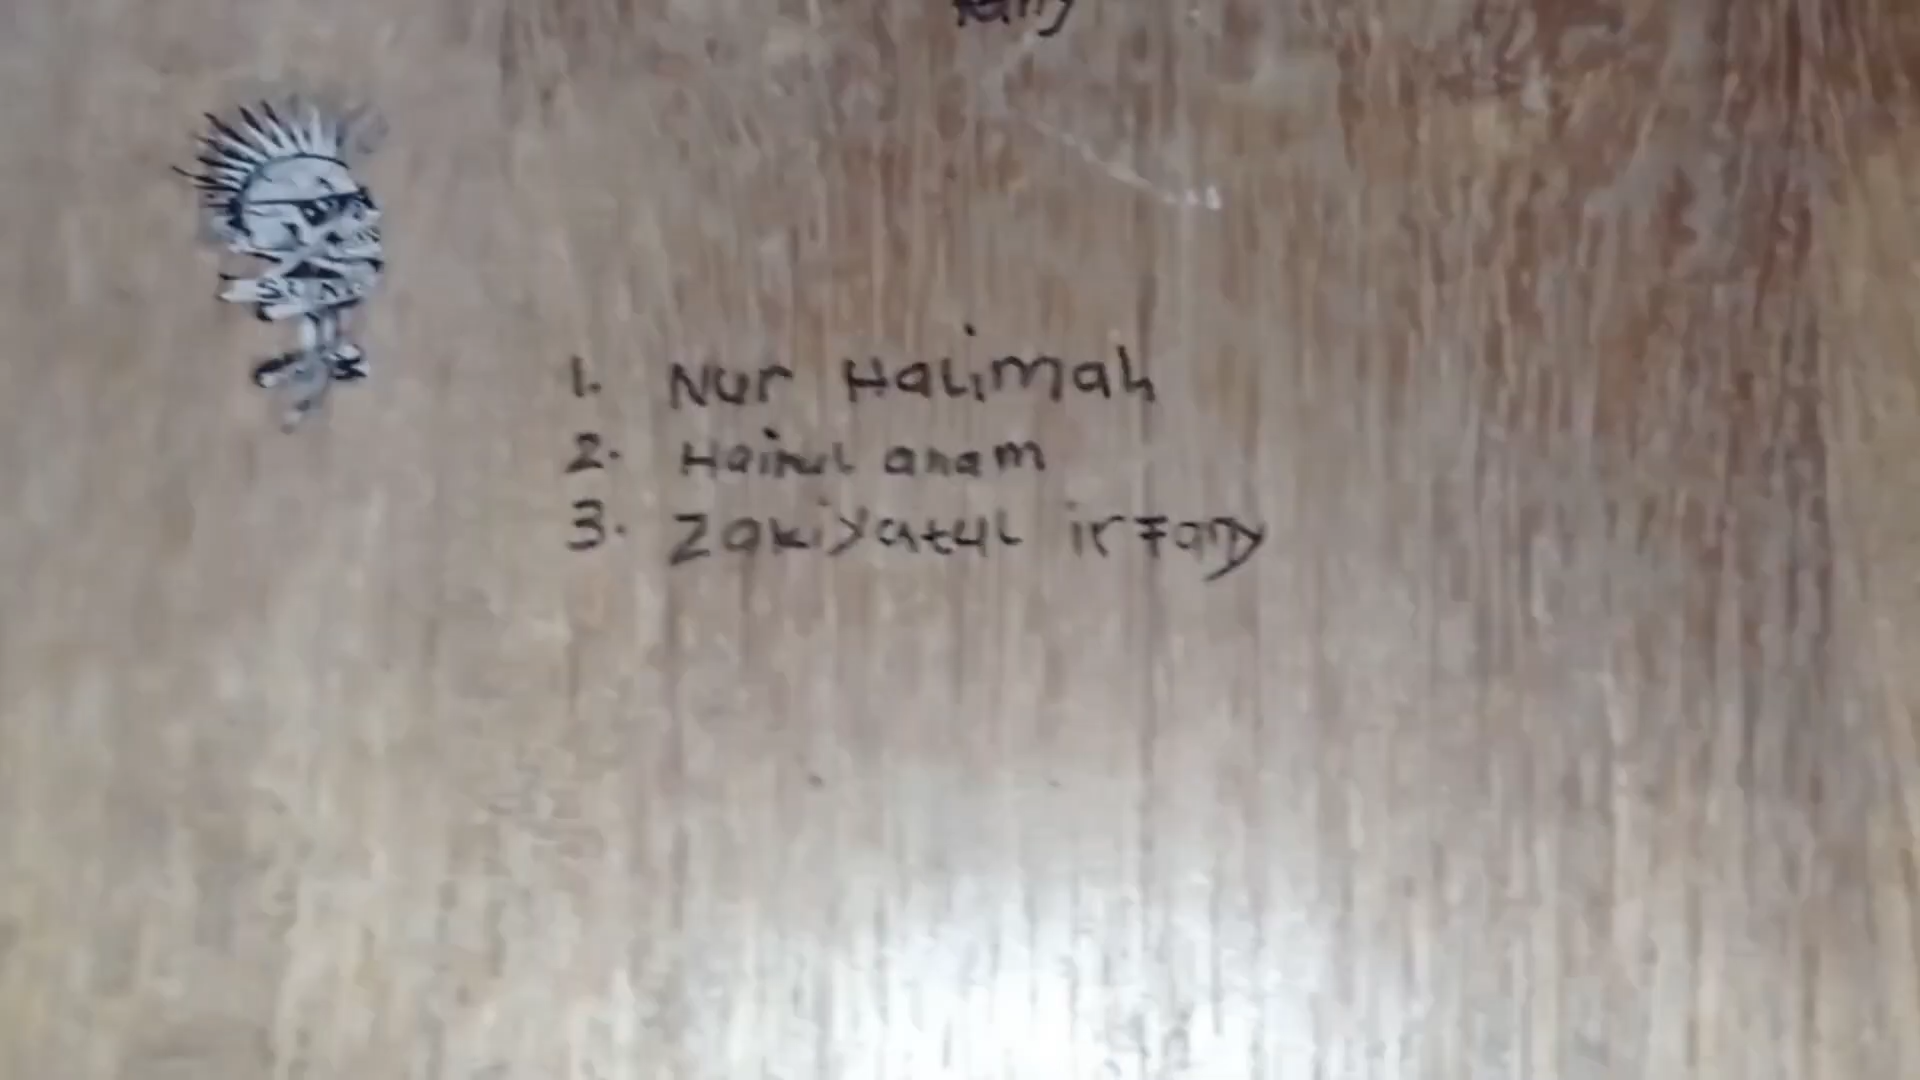 1. Nur Halimah
2. Hairul anam
3. Zakiyatul irFany